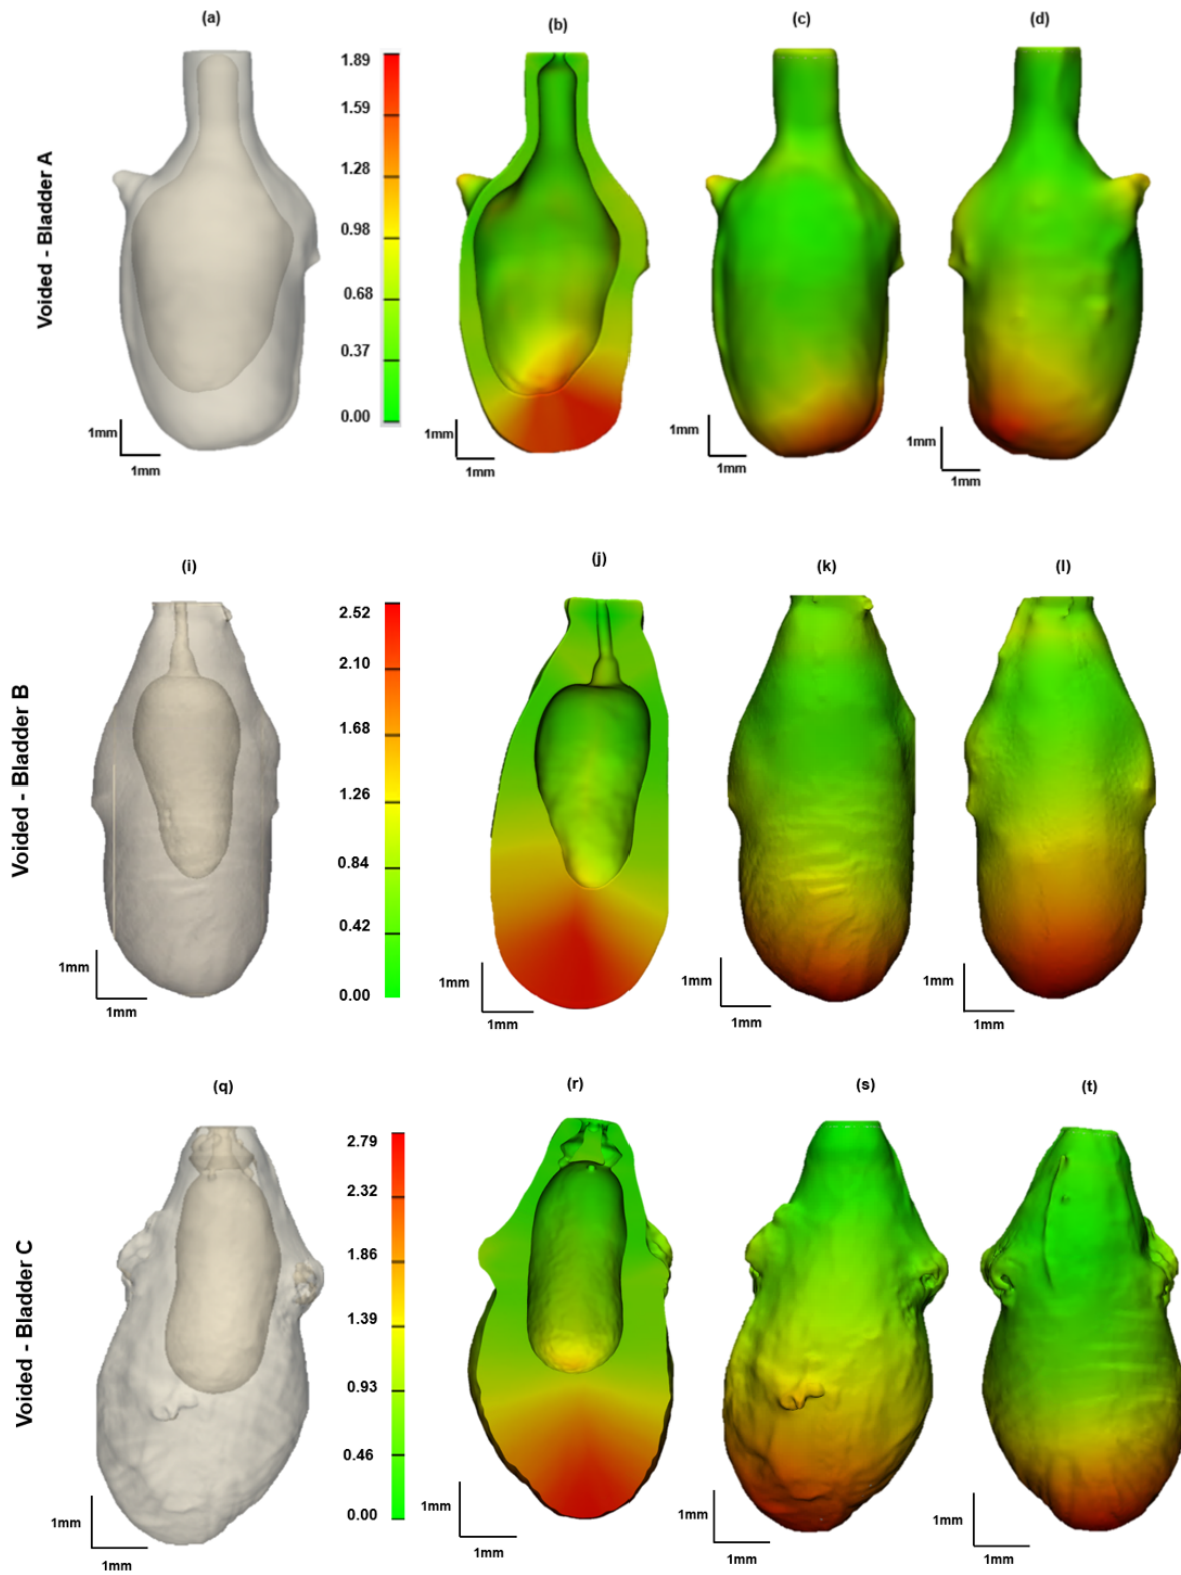 (a)
(b)
(c)
(d)
Voided - Bladder A
1.89
1.59
1.28
0.98
0.68
0.37
0.00
1mm
1mm
1mm
1mm
1mm
1mm
1mm
1mm
(i)
(j)
(k)
(l)
Voided - Bladder B
2.52
2.10
1.68
1.26
0.84
0.42
0.00
1mm
1mm
1mm
1mm
1mm
1mm
1mm
1mm
(q)
(r)
(s)
(t)
Voided - Bladder C
2.79
2.32
1.86
1.39
0.93
0.46
0.00
1mm
1mm
1mm
1mm
1mm
1mm
1mm
1mm